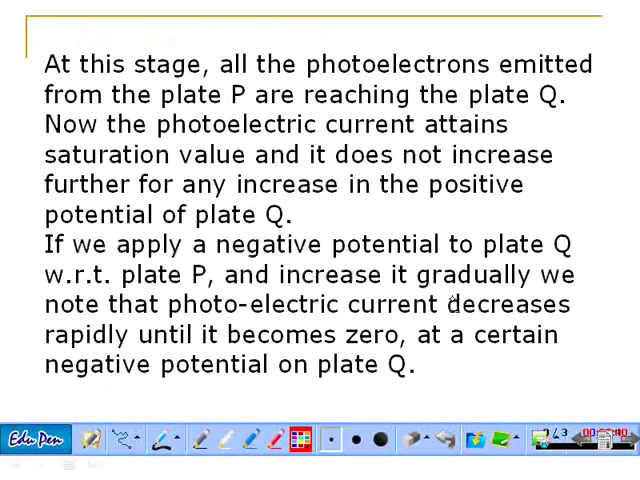 At this stage, all the photoelectrons emitted
from the plate P are reaching the plate Q.
Now the photoelectric current attains
saturation value and it does not increase
further for any increase in the positive
potential of plate Q.
If we apply a negative potential to plate Q
w.r.t. plate P, and increase it gradually we
note that photo-electric current decreases
rapidly until it becomes zero, at a certain
negative potential on plate Q.
Edu Pen
/ 3